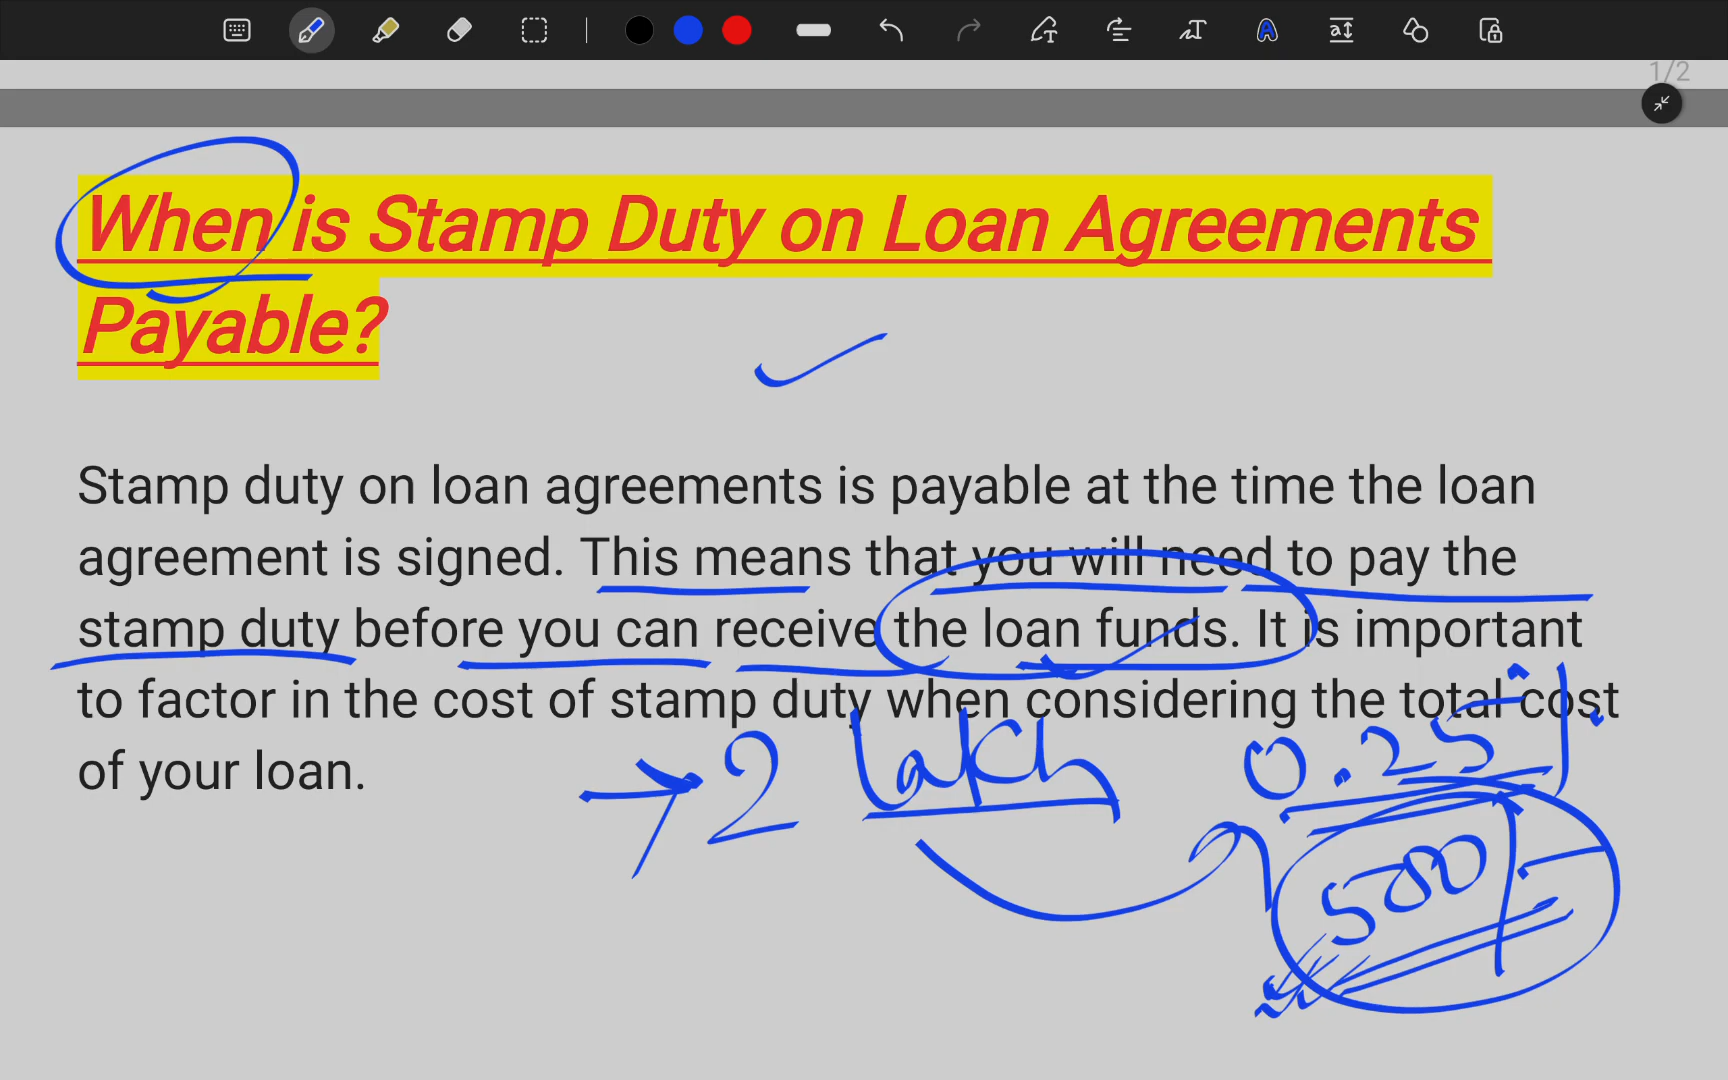 1/2
When is Stamp Duty on Loan Agreements
Payable?
Stamp duty on loan agreements is payable at the time the loan
agreement is signed. This means that you will need to pay the
stamp duty before you can receive the loan funds. It is important
to factor in the cost of stamp duty when considering the total cost
of your loan.
2 lakh
0.25%
500/-